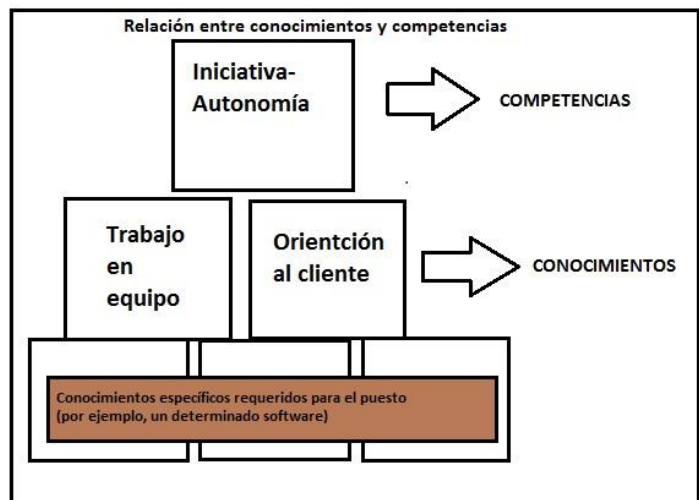 Relación entre conocimientos y competencias
Iniciativa-
Autonomía
COMPETENCIAS
Trabajo
en
equipo
Orientción
al cliente
CONOCIMIENTOS
Conocimientos específicos requeridos para el puesto
(por ejemplo, un determinado software)